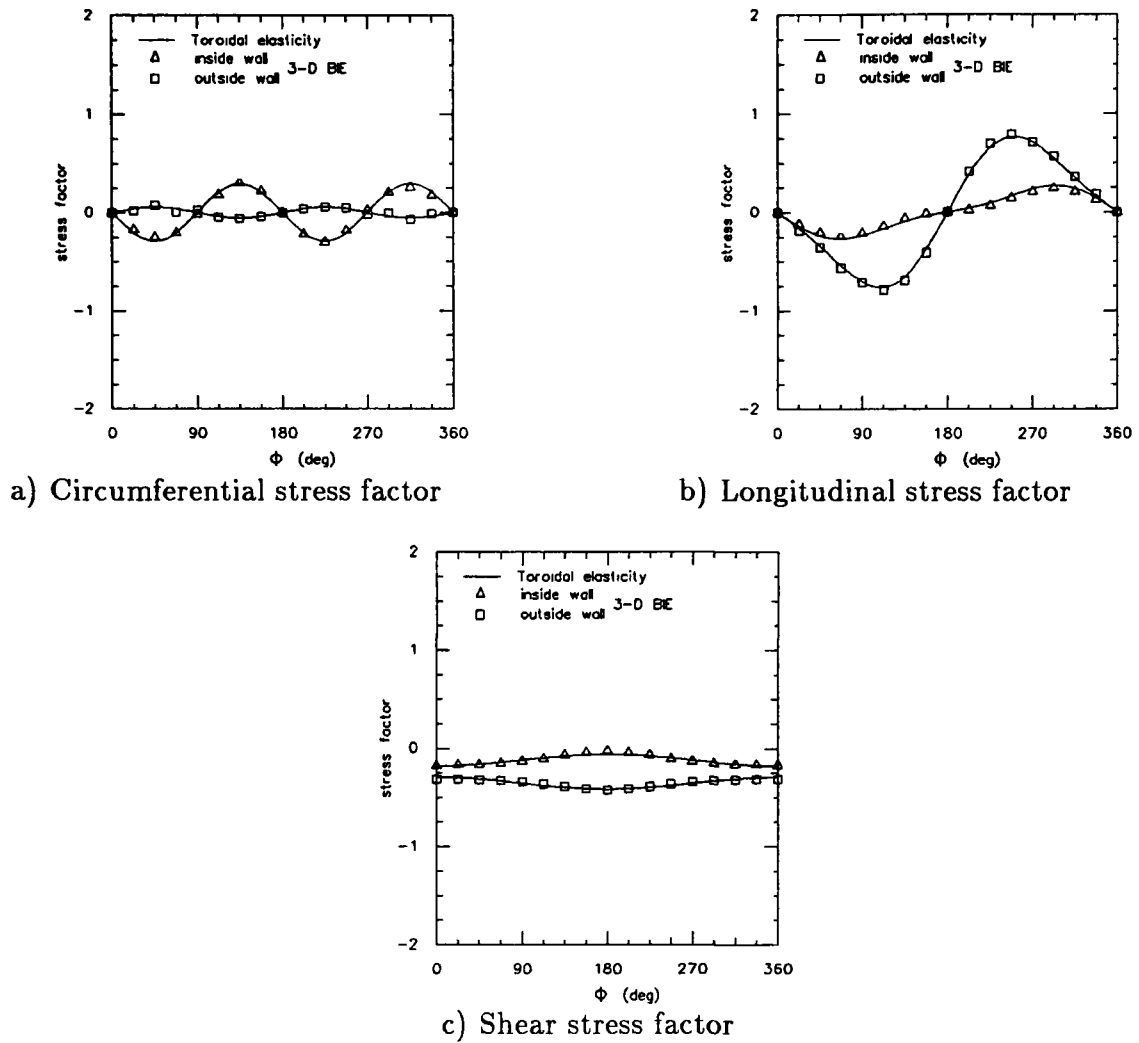 2
Toroidal elasticity
inside wall
3-D BIE
outside wall
1
0
-1
-2
stress factor
0 90 180 270 360
Φ (deg)
a) Circumferential stress factor
2
Toroidal elasticity
inside wall
3-D BIE
outside wall
1
0
-1
-2
stress factor
0 90 180 270 360
Φ (deg)
b) Longitudinal stress factor
2
Toroidal elasticity
inside wall
3-D BIE
outside wall
1
0
-1
-2
stress factor
0 90 180 270 360
Φ (deg)
c) Shear stress factor